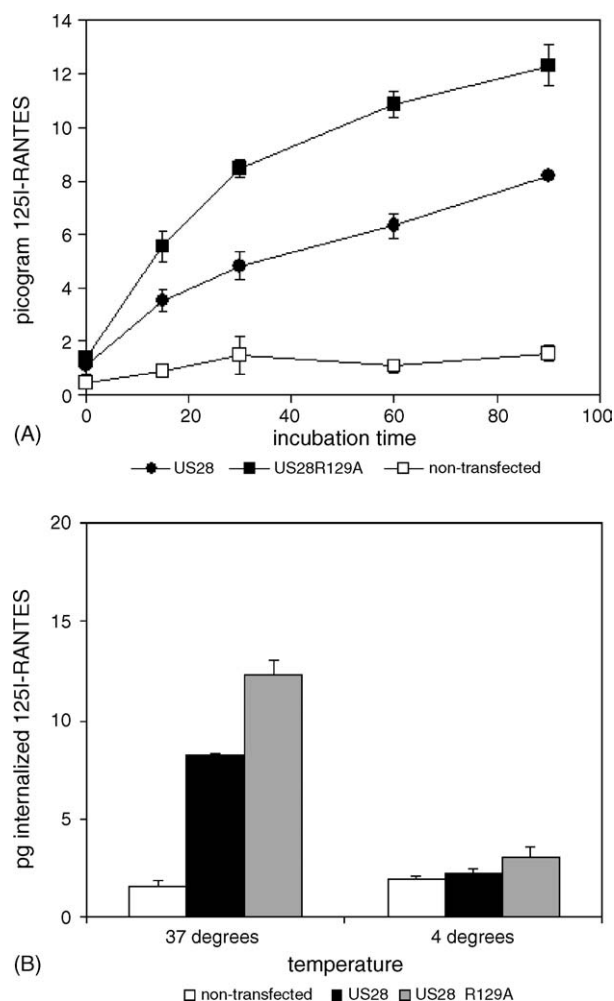 14
12
10
8
6
4
2
0
picogram 125I-RANTES
0 20 40 60 80 100
(A) incubation time
US28 US28R129A non-transfected
20
15
10
5
0
pg internalized 125I-RANTES
37 degrees 4 degrees
(B) temperature
non-transfected US28 US28 R129A